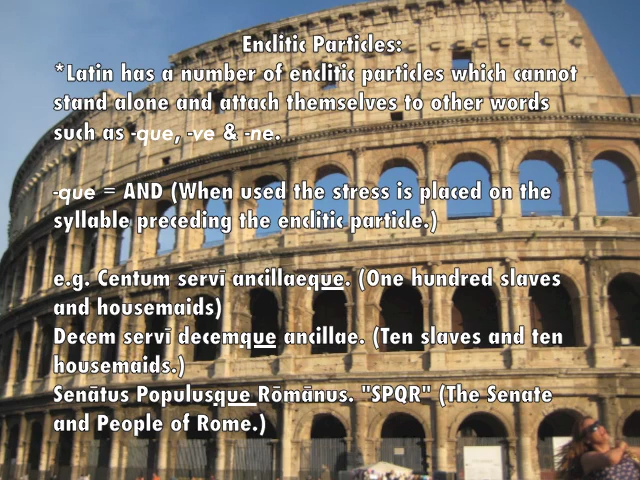 Enclitic Particles:
*Latin has a number of enclitic particles which cannot
stand alone and attach themselves to other words
such as -que, -ve & -ne.
-que = AND (When used the stress is placed on the
syllable preceding the enclitic particle.)
e.g. Centum servī ancillaeque. (One hundred slaves
and housemaids)
Decem servī decemque ancillae. (Ten slaves and ten
housemaids.)
Senātus Populusque Rōmānus. "SPQR" (The Senate
and People of Rome.)